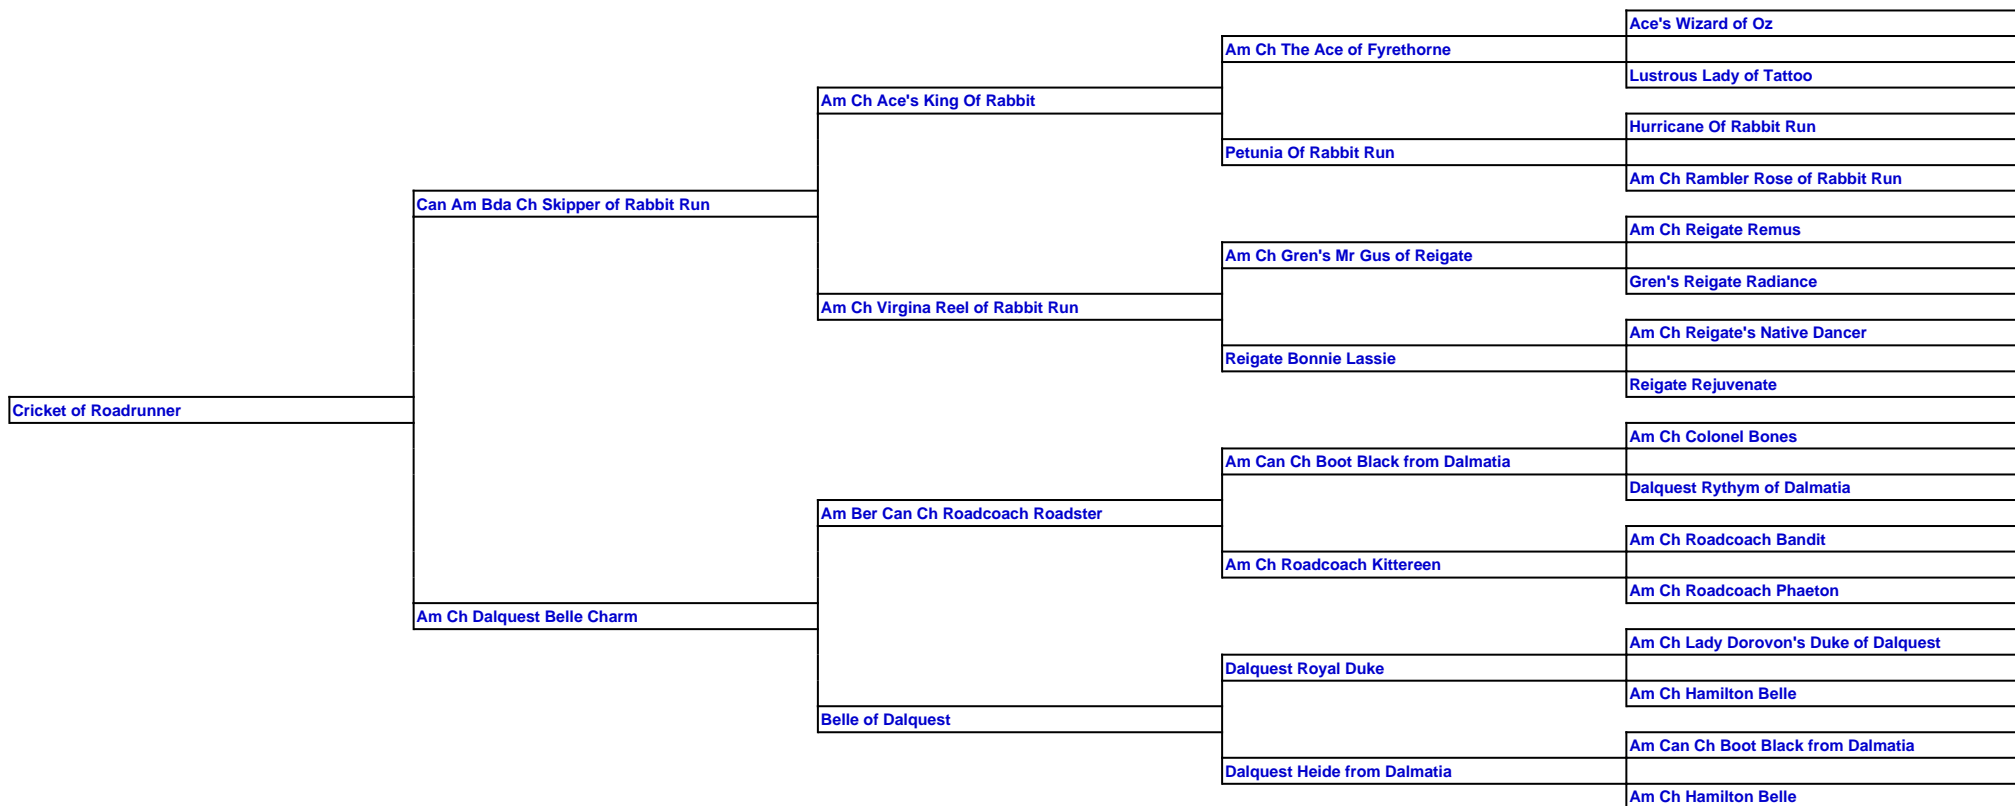 Ace's Wizard of Oz
Am Ch The Ace of Fyrethorne
Lustrous Lady of Tattoo
Am Ch Ace's King Of Rabbit
Hurricane Of Rabbit Run
Petunia Of Rabbit Run
Am Ch Rambler Rose of Rabbit Run
Can Am Bda Ch Skipper of Rabbit Run
Am Ch Reigate Remus
Am Ch Gren's Mr Gus of Reigate
Gren's Reigate Radiance
Am Ch Virgina Reel of Rabbit Run
Am Ch Reigate's Native Dancer
Reigate Bonnie Lassie
Reigate Rejuvenate
Cricket of Roadrunner
Am Ch Colonel Bones
Am Can Ch Boot Black from Dalmatia
Dalquest Rythym of Dalmatia
Am Ber Can Ch Roadcoach Roadster
Am Ch Roadcoach Bandit
Am Ch Roadcoach Kittereen
Am Ch Roadcoach Phaeton
Am Ch Dalquest Belle Charm
Am Ch Lady Dorovon's Duke of Dalquest
Dalquest Royal Duke
Am Ch Hamilton Belle
Belle of Dalquest
Am Can Ch Boot Black from Dalmatia
Dalquest Heide from Dalmatia
Am Ch Hamilton Belle